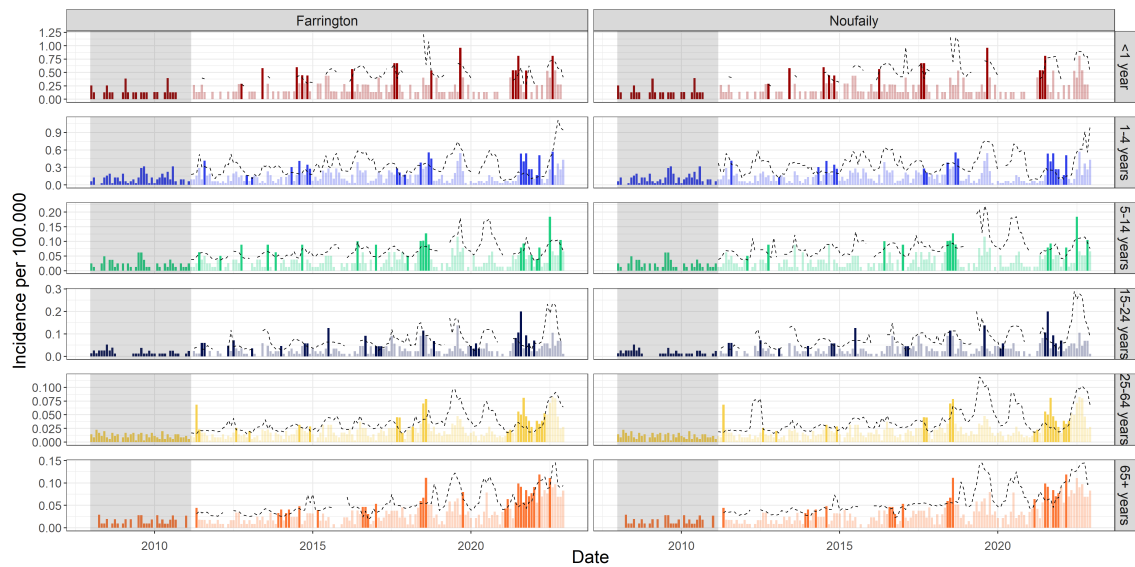 Farrington Noufaily
Incidence per 100.000
1.25
1.00
0.75
0.50
0.25
0.00
<1 year
0.9
0.6
0.3
0.0
1-4 years
0.20
0.15
0.10
0.05
0.00
5-14 years
0.3
0.2
0.1
0.0
15-24 years
0.100
0.075
0.050
0.025
0.000
25-64 years
0.15
0.10
0.05
0.00
65+ years
2010 2015 2020 2010 2015 2020
Date